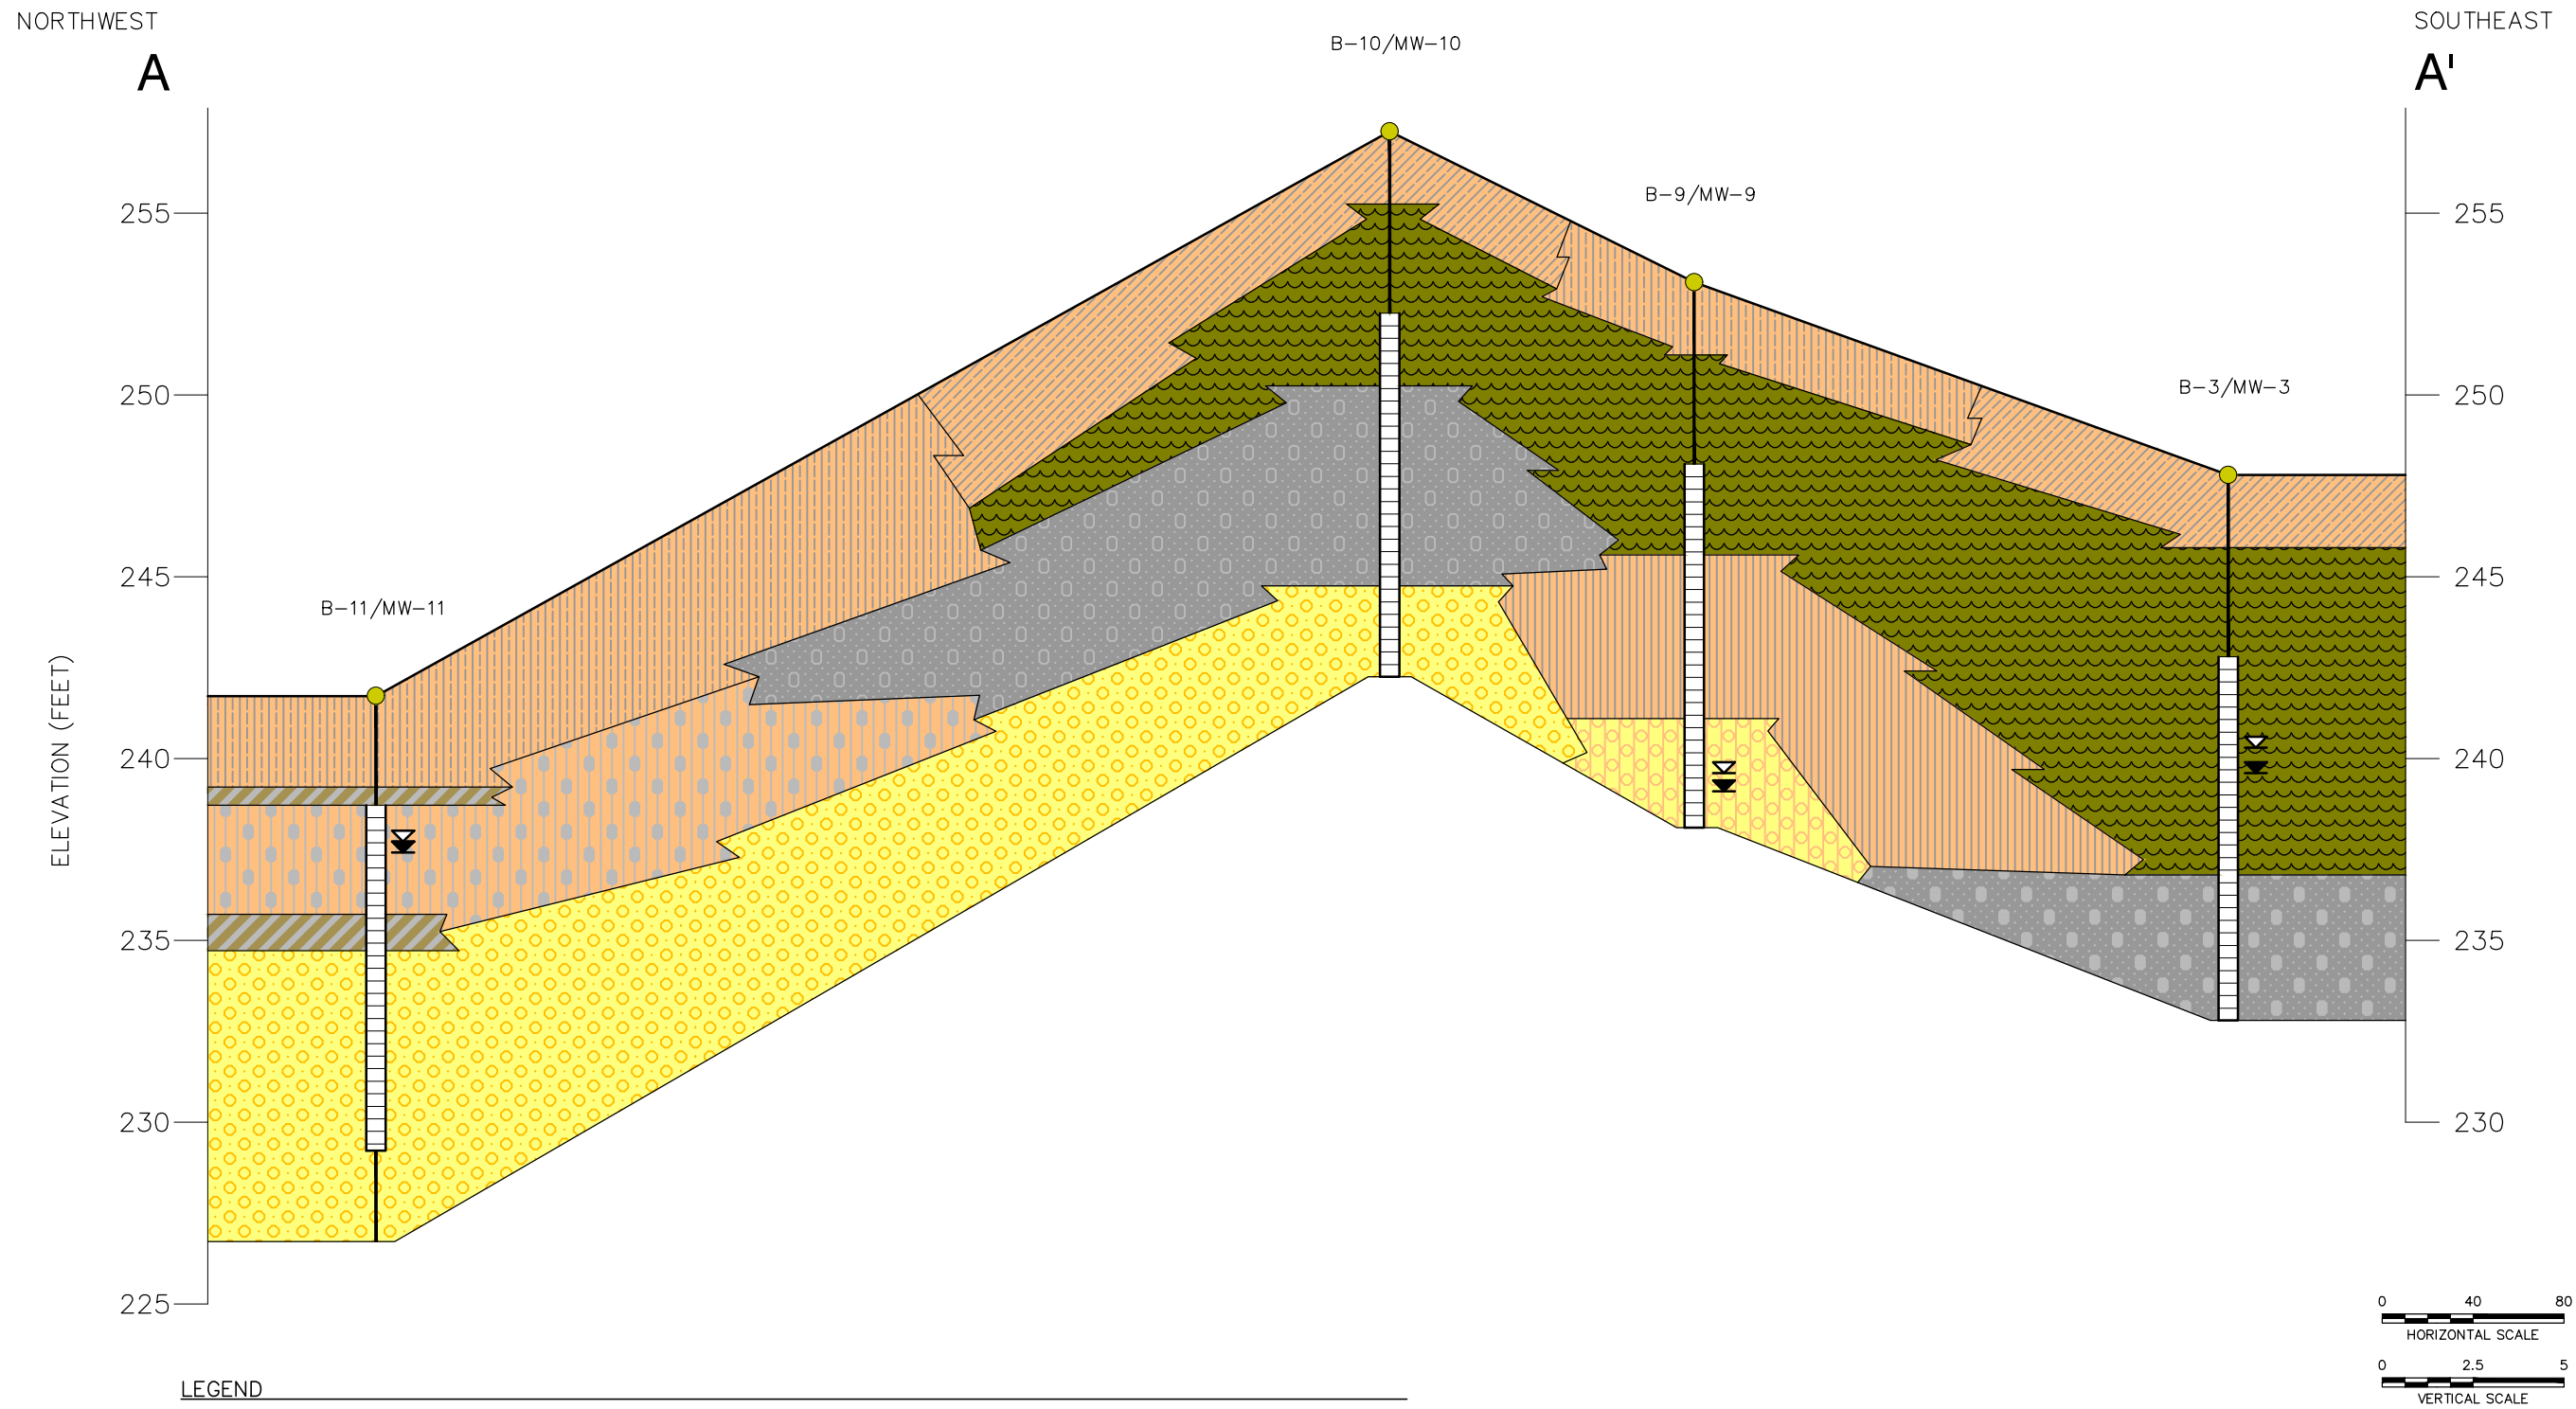 NORTHWEST
SOUTHEAST
A
A'
B-10/MW-10
B-9/MW-9
B-3/MW-3
B-11/MW-11
ELEVATION (FEET)
255
250
245
240
235
230
225
255
250
245
240
235
230
0 40 80
HORIZONTAL SCALE
0 2.5 5
VERTICAL SCALE
LEGEND